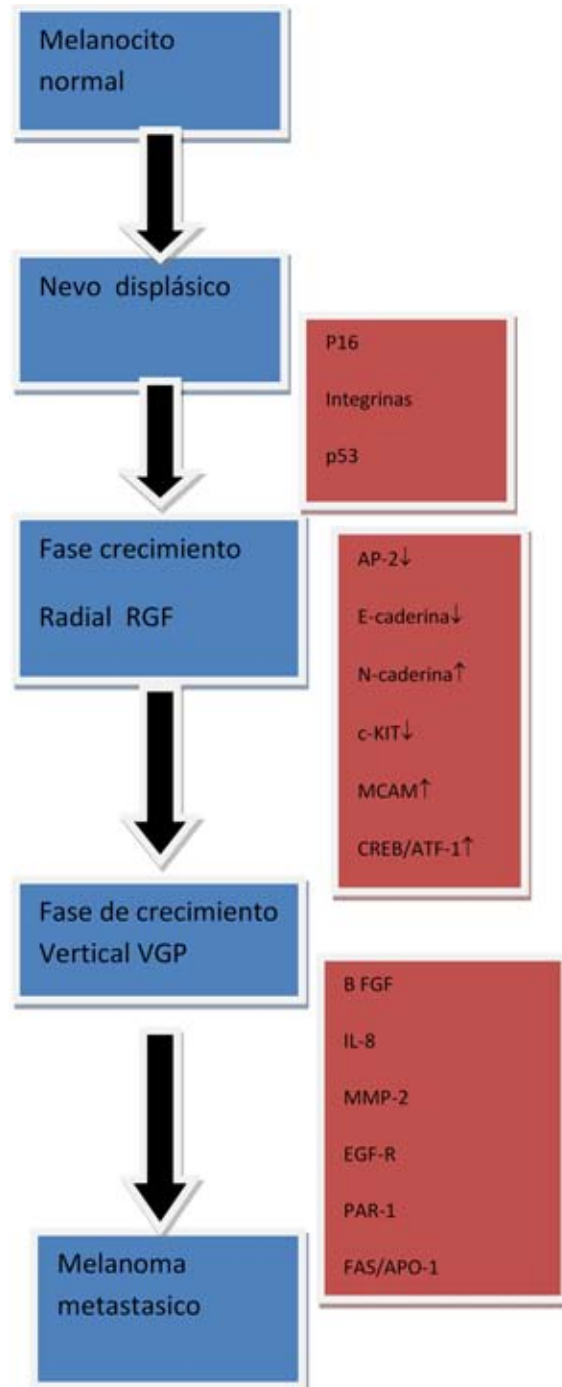 Melanocito
normal
Nevo displásico
P16
Integrinas
p53
Fase crecimiento
Radial RGF
AP-2↓
E-caderina↓
N-caderina↑
c-KIT↓
MCAM↑
CREB/ATF-1↑
Fase de crecimiento
Vertical VGP
B FGF
IL-8
MMP-2
EGF-R
PAR-1
FAS/APO-1
Melanoma
metastasico